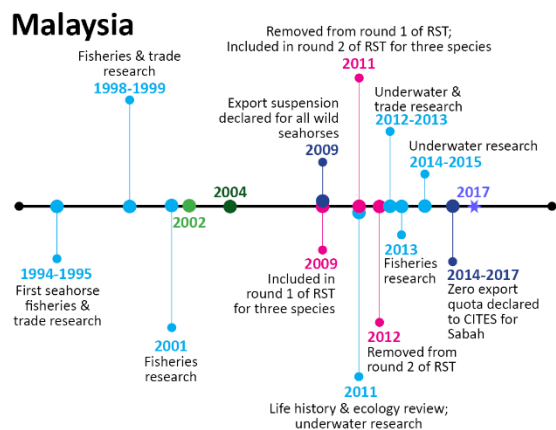 Malaysia
Fisheries & trade
research
1998-1999
Removed from round 1 of RST;
Included in round 2 of RST for three species
2011
Export suspension
declared for all wild
seahorses
2009
Underwater &
trade research
2012-2013
Underwater research
2014-2015
2004
2017
2002
1994-1995
First seahorse
fisheries &
trade research
2001
Fisheries
research
2009
Included in
round 1 of RST
for three species
2011
Life history & ecology review;
underwater research
2012
Removed from
round 2 of RST
2013
Fisheries
research
2014-2017
Zero export
quota declared
to CITES for
Sabah